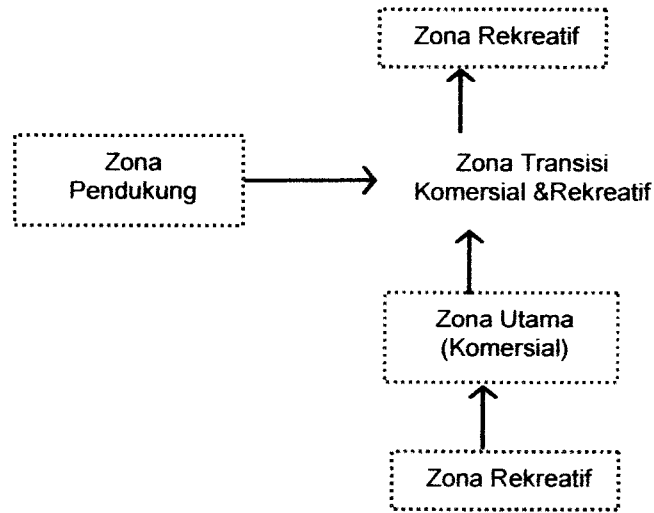 Zona Rekreatif
Zona
Pendukung
Zona Transisi
Komersial &Rekreatif
Zona Utama
(Komersial)
Zona Rekreatif